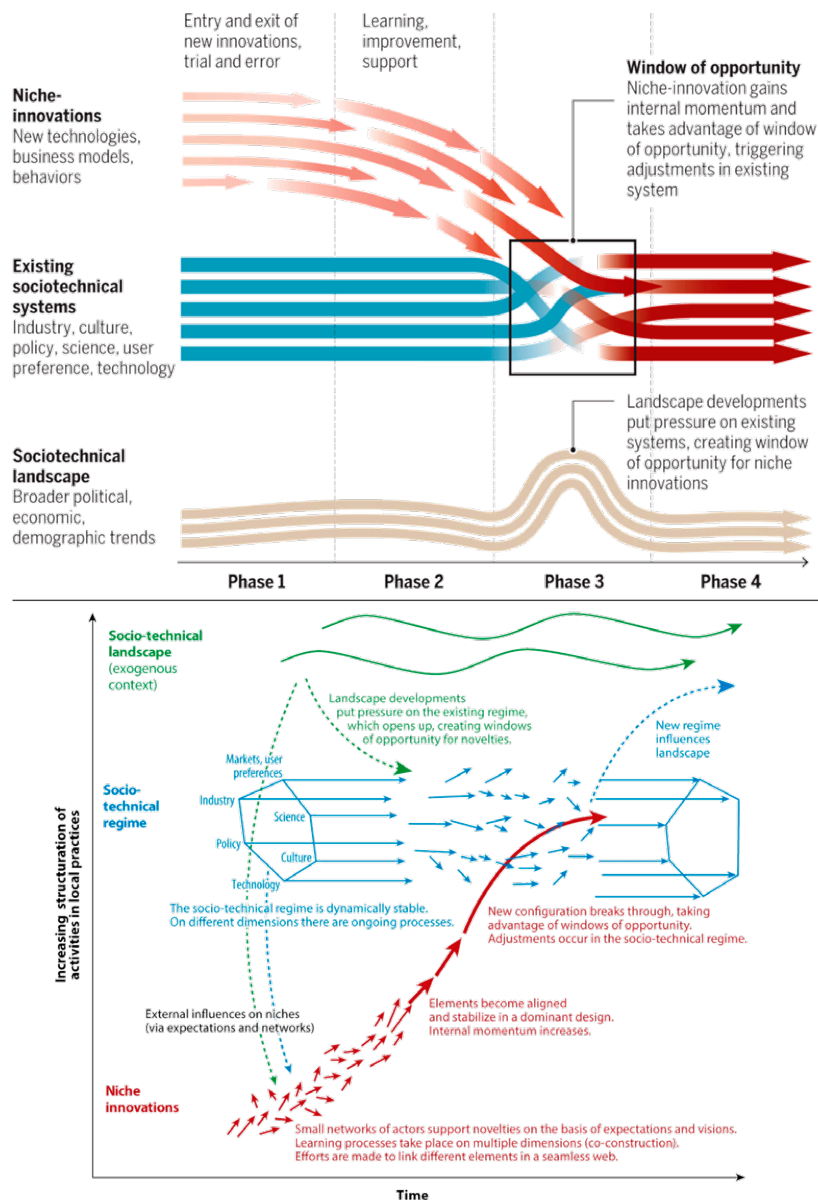 Entry and exit of
new innovations,
trial and error
Learning,
improvement,
support
Niche-
innovations
New technologies,
business models,
behaviors
Window of opportunity
Niche-innovation gains
internal momentum and
takes advantage of window
of opportunity, triggering
adjustments in existing
system
Existing
sociotechnical
systems
Industry, culture,
policy, science, user
preference, technology
Landscape developments
put pressure on existing
systems, creating window
of opportunity for niche
innovations
Sociotechnical
landscape
Broader political,
economic,
demographic trends
Phase 1
Phase 2
Phase 3
Phase 4
Socio-technical
landscape
(exogenous
context)
Landscape developments
put pressure on the existing regime,
which opens up, creating windows
of opportunity for novelties.
New regime
influences
landscape
Markets, user
preferences
Socio-
technical
regime
Industry
Science
Policy
Culture
Technology
The socio-technical regime is dynamically stable.
On different dimensions there are ongoing processes.
New configuration breaks through, taking
advantage of windows of opportunity.
Adjustments occur in the socio-technical regime.
Increasing structuration of
activities in local practices
Elements become aligned
and stabilize in a dominant design.
Internal momentum increases.
External influences on niches
(via expectations and networks)
Niche
innovations
Small networks of actors support novelties on the basis of expectations and visions.
Learning processes take place on multiple dimensions (co-construction).
Efforts are made to link different elements in a seamless web.
Time